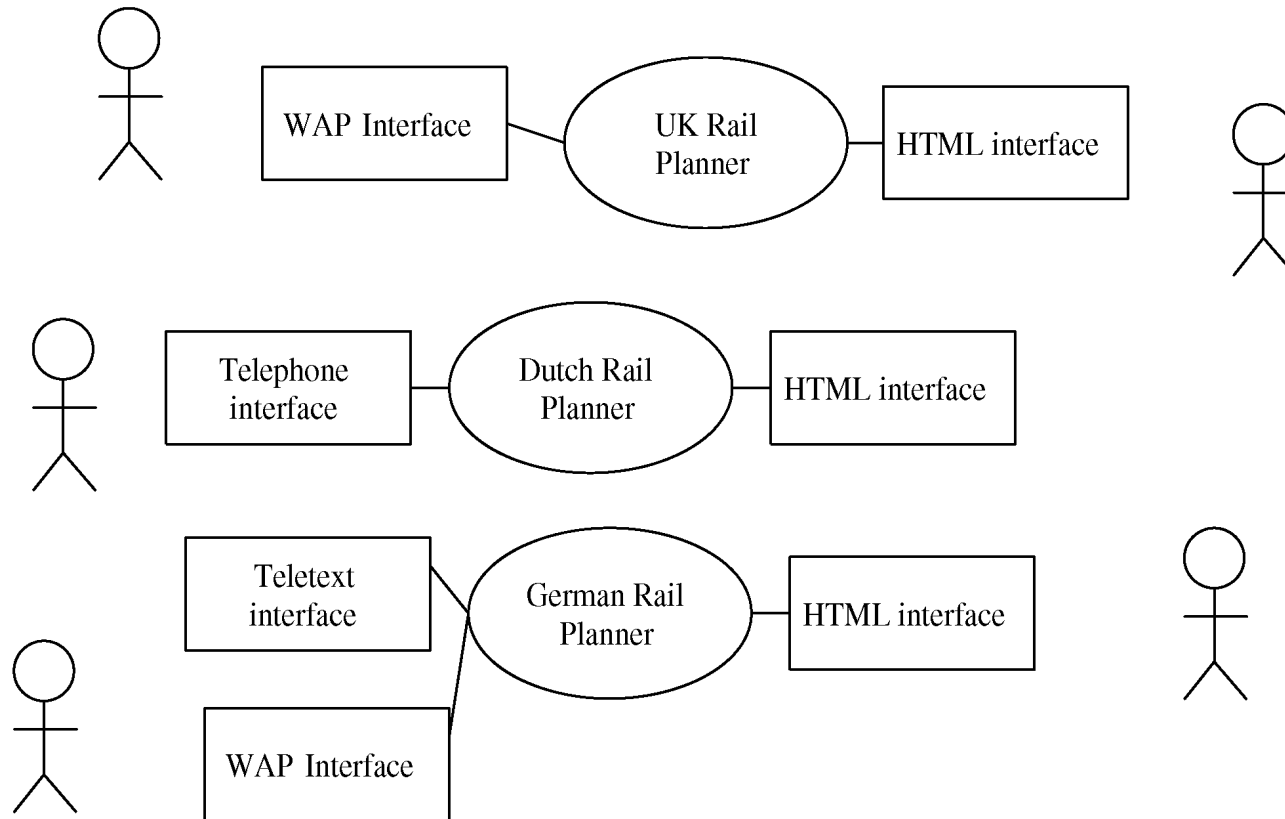 WAP Interface
UK Rail
Planner
HTML interface
Telephone
interface
Dutch Rail
Planner
HTML interface
Teletext
interface
German Rail
Planner
HTML interface
WAP Interface